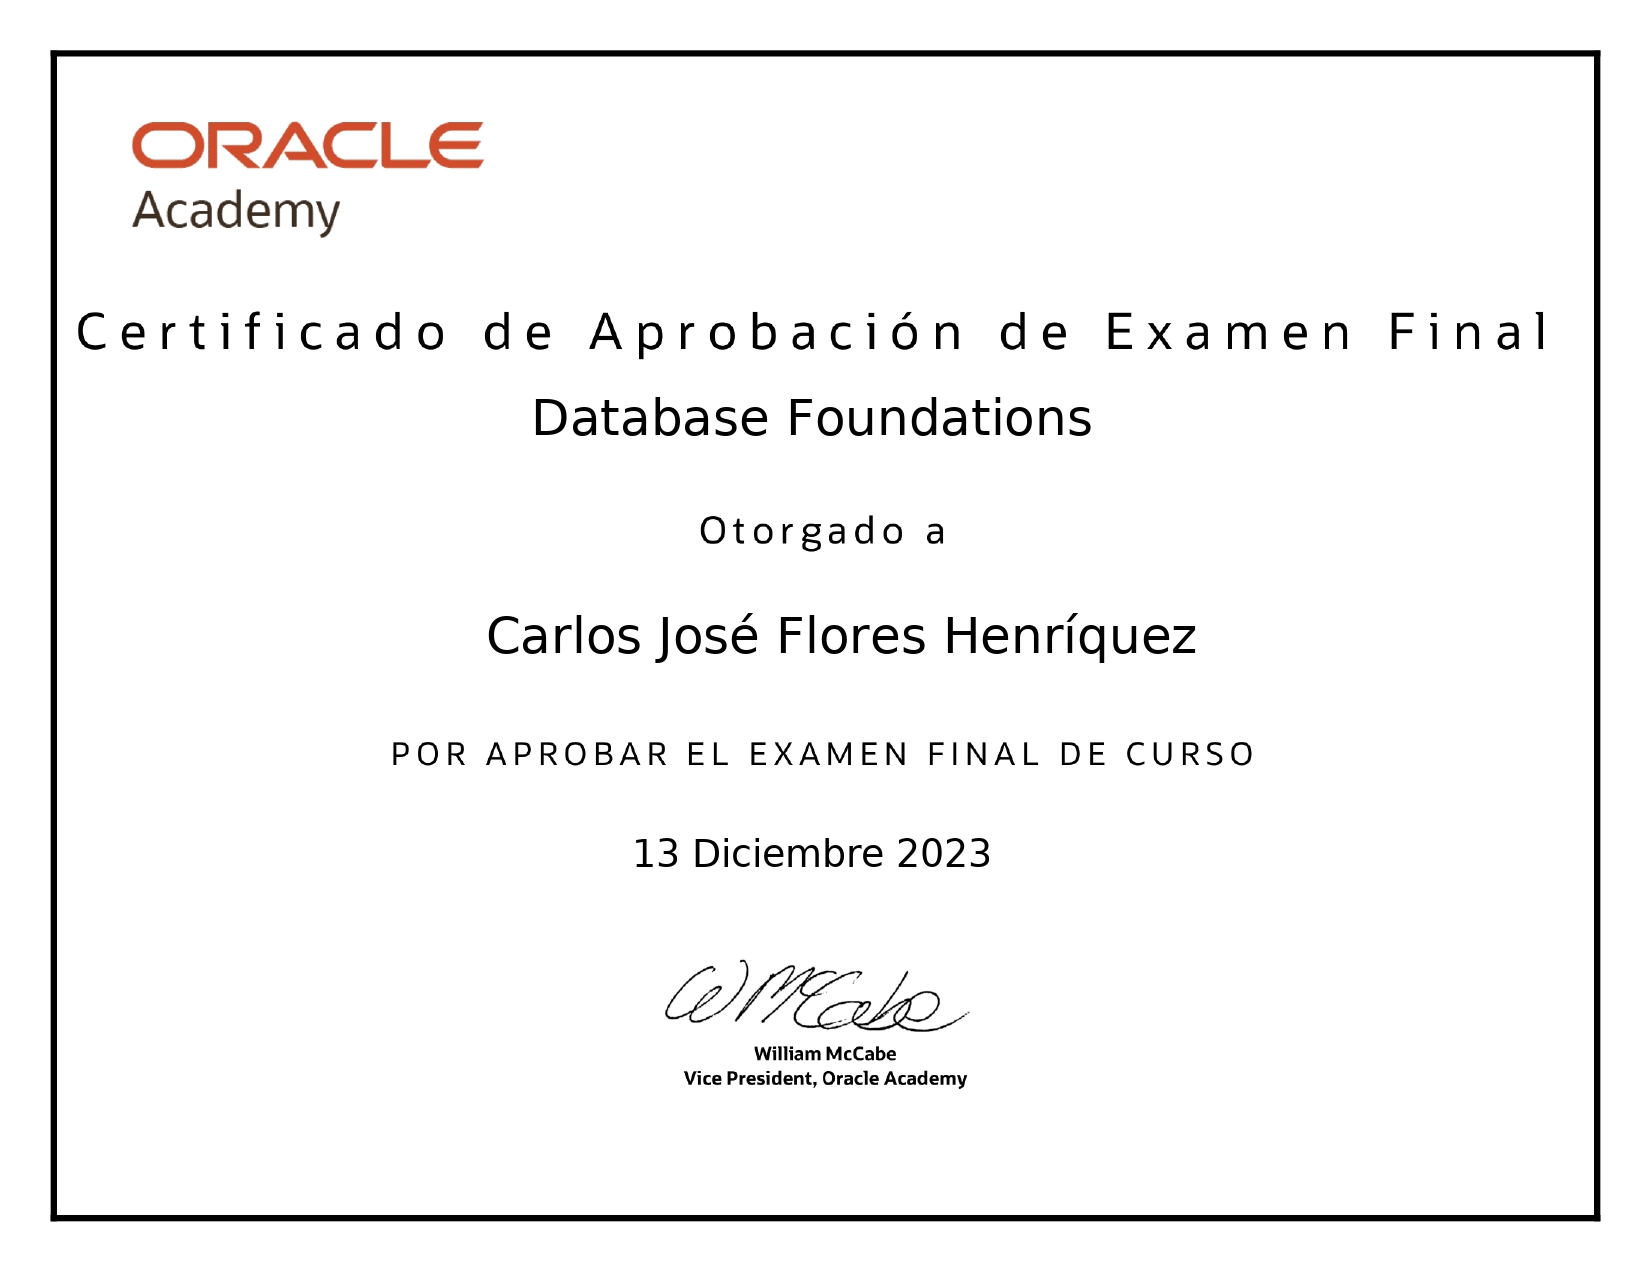 ORACLE
Academy
Certificado de Aprobación de Examen Final
Database Foundations
Otorgado a
Carlos José Flores Henríquez
POR APROBAR EL EXAMEN FINAL DE CURSO
13 Diciembre 2023
W McCabe
William McCabe
Vice President, Oracle Academy